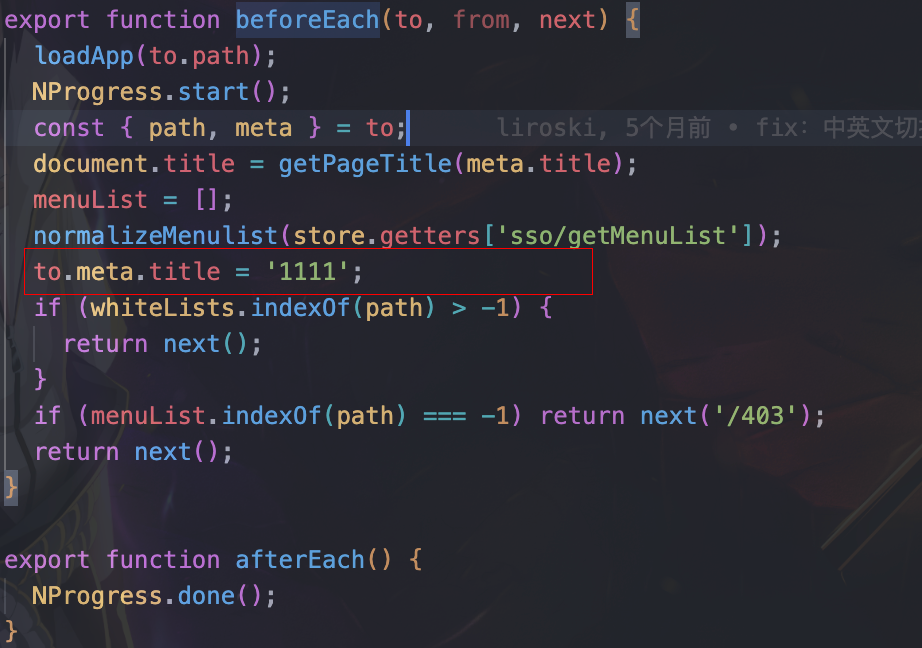 export function beforeEach(to, from, next) {
loadApp(to.path);
NProgress.start();
const { path, meta } = to; liroski, 5个月前 • fix: 中英文切
document.title = getPageTitle(meta.title);
menuList = [];
normalizeMenulist(store.getters['sso/getMenuList']);
to.meta.title = '1111';
if (whiteLists.indexOf(path) > -1) {
return next();
}
if (menuList.indexOf(path) === -1) return next('/403');
return next();
}
export function afterEach() {
NProgress.done();
}